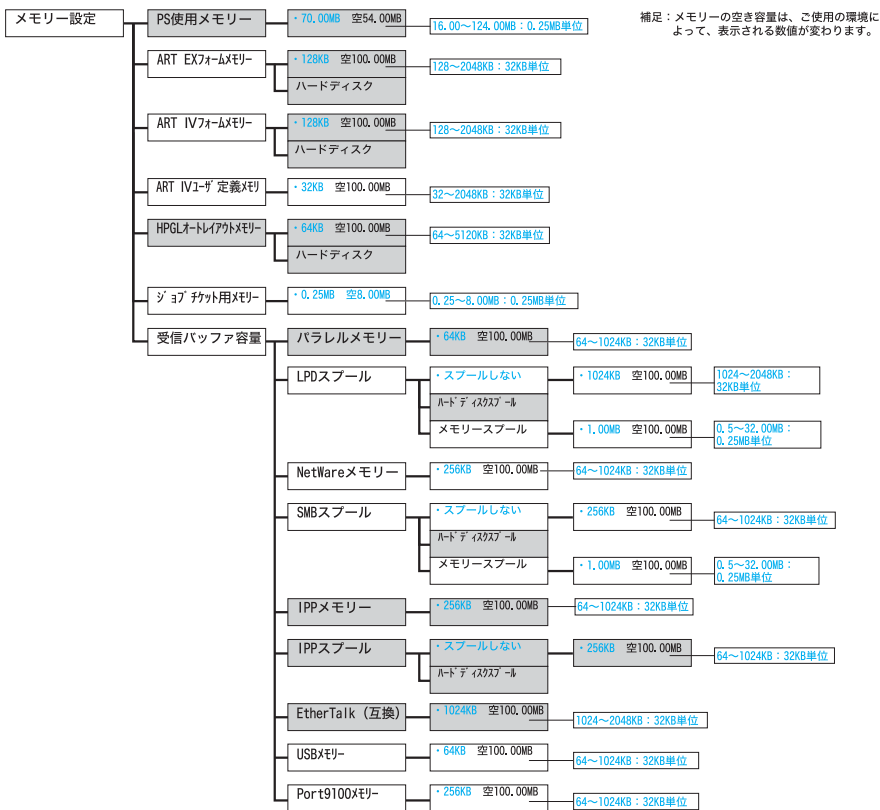 メモリー設定
PS使用メモリー
・70.00MB 空54.00MB
16.00～124.00MB：0.25MB単位
補足：メモリーの空き容量は、ご使用の環境に
よって、表示される数値が変わります。
ART EXフォームメモリー
・128KB 空100.00MB
128～2048KB：32KB単位
ハードディスク
ART IVフォームメモリー
・128KB 空100.00MB
128～2048KB：32KB単位
ハードディスク
ART IVユーザ定義メモリ
・32KB 空100.00MB
32～2048KB：32KB単位
HPGLオートレイアウトメモリー
・64KB 空100.00MB
64～5120KB：32KB単位
ハードディスク
ジョブチケット用メモリー
・0.25MB 空8.00MB
0.25～8.00MB：0.25MB単位
受信バッファ容量
パラレルメモリー
・64KB 空100.00MB
64～1024KB：32KB単位
LPDスプール
・スプールしない
・1024KB 空100.00MB
1024～2048KB：
32KB単位
ハードディスクスプール
メモリースプール
・1.00MB 空100.00MB
0.5～32.00MB：
0.25MB単位
NetWareメモリー
・256KB 空100.00MB
64～1024KB：32KB単位
SMBスプール
・スプールしない
・256KB 空100.00MB
64～1024KB：32KB単位
ハードディスクスプール
メモリースプール
・1.00MB 空100.00MB
0.5～32.00MB：
0.25MB単位
IPPメモリー
・256KB 空100.00MB
64～1024KB：32KB単位
IPPスプール
・スプールしない
・256KB 空100.00MB
64～1024KB：32KB単位
ハードディスクスプール
EtherTalk（互換）
・1024KB 空100.00MB
1024～2048KB：32KB単位
USBメモリー
・64KB 空100.00MB
64～1024KB：32KB単位
Port9100メモリー
・256KB 空100.00MB
64～1024KB：32KB単位